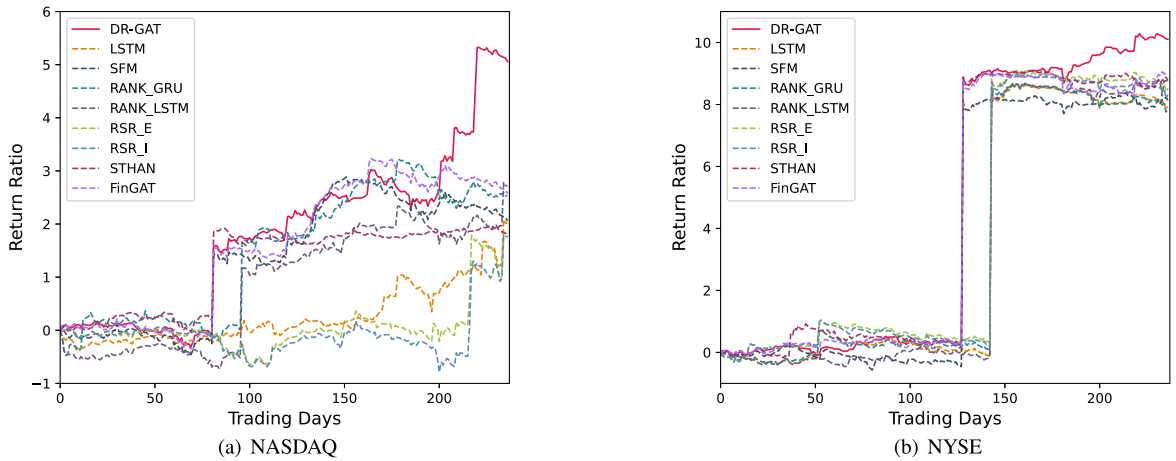 6
5
4
3
2
1
0
−1
Return Ratio
DR-GAT
LSTM
SFM
RANK_GRU
RANK_LSTM
RSR_E
RSR_I
STHAN
FinGAT
0
50
100
150
200
Trading Days
(a) NASDAQ
10
8
6
4
2
0
Return Ratio
DR-GAT
LSTM
SFM
RANK_GRU
RANK_LSTM
RSR_E
RSR_I
STHAN
FinGAT
0
50
100
150
200
Trading Days
(b) NYSE